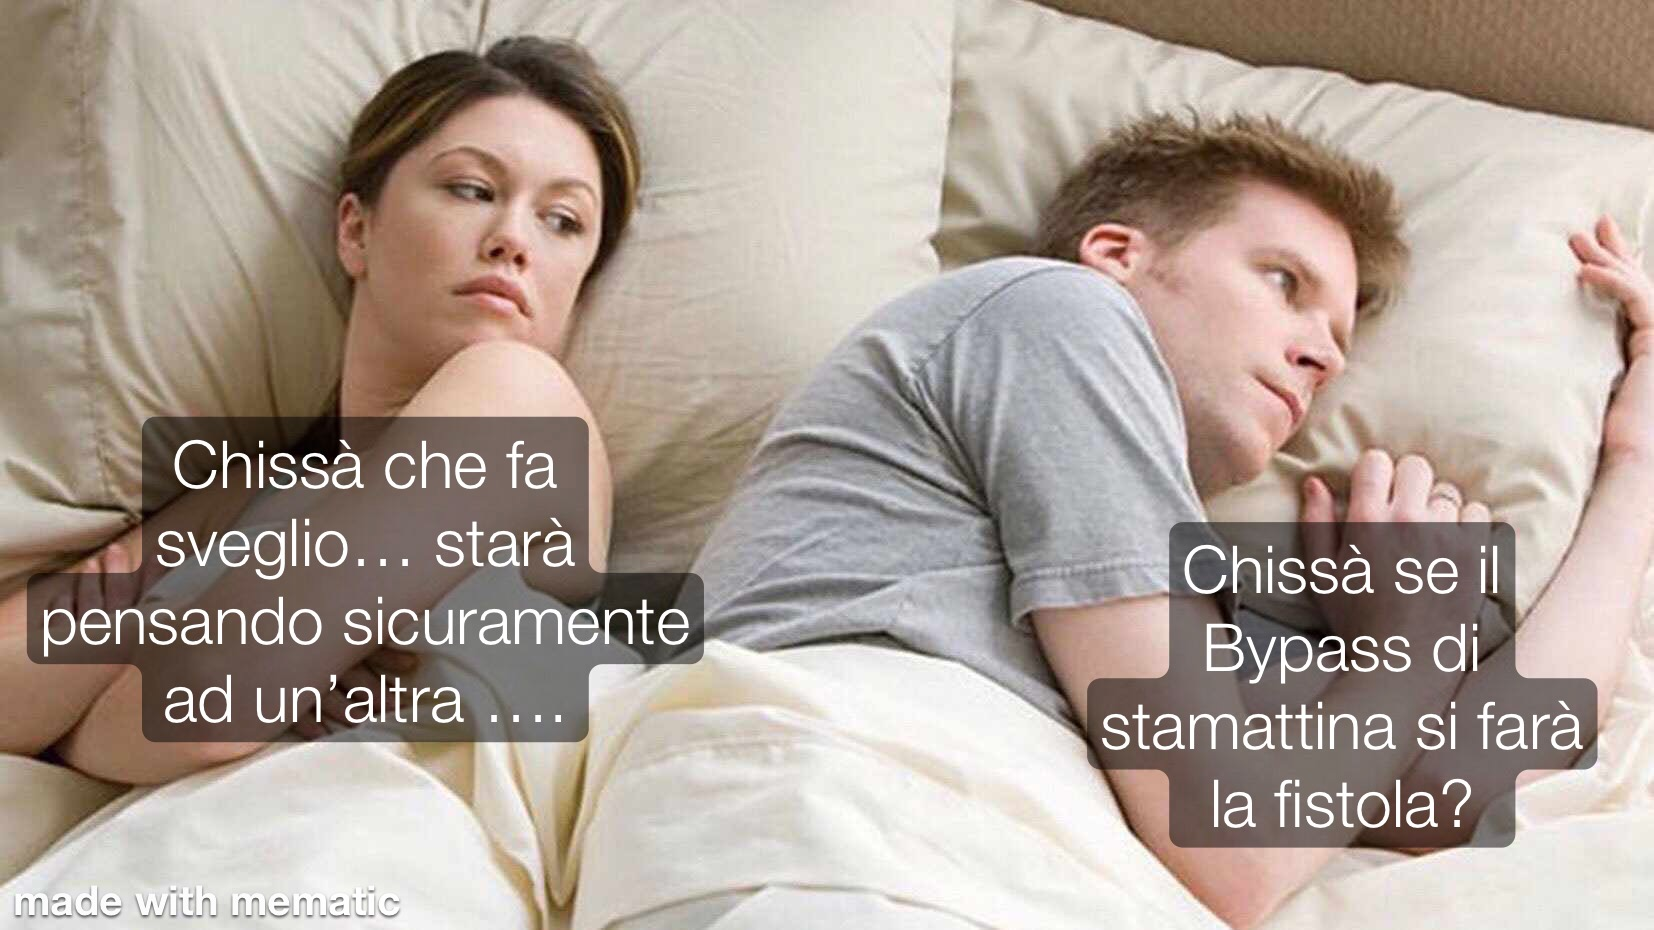 Chissà che fa
sveglio... starà
pensando sicuramente
ad un'altra ....
Chissà se il
Bypass di
stamattina si farà
la fistola?
made with mematic